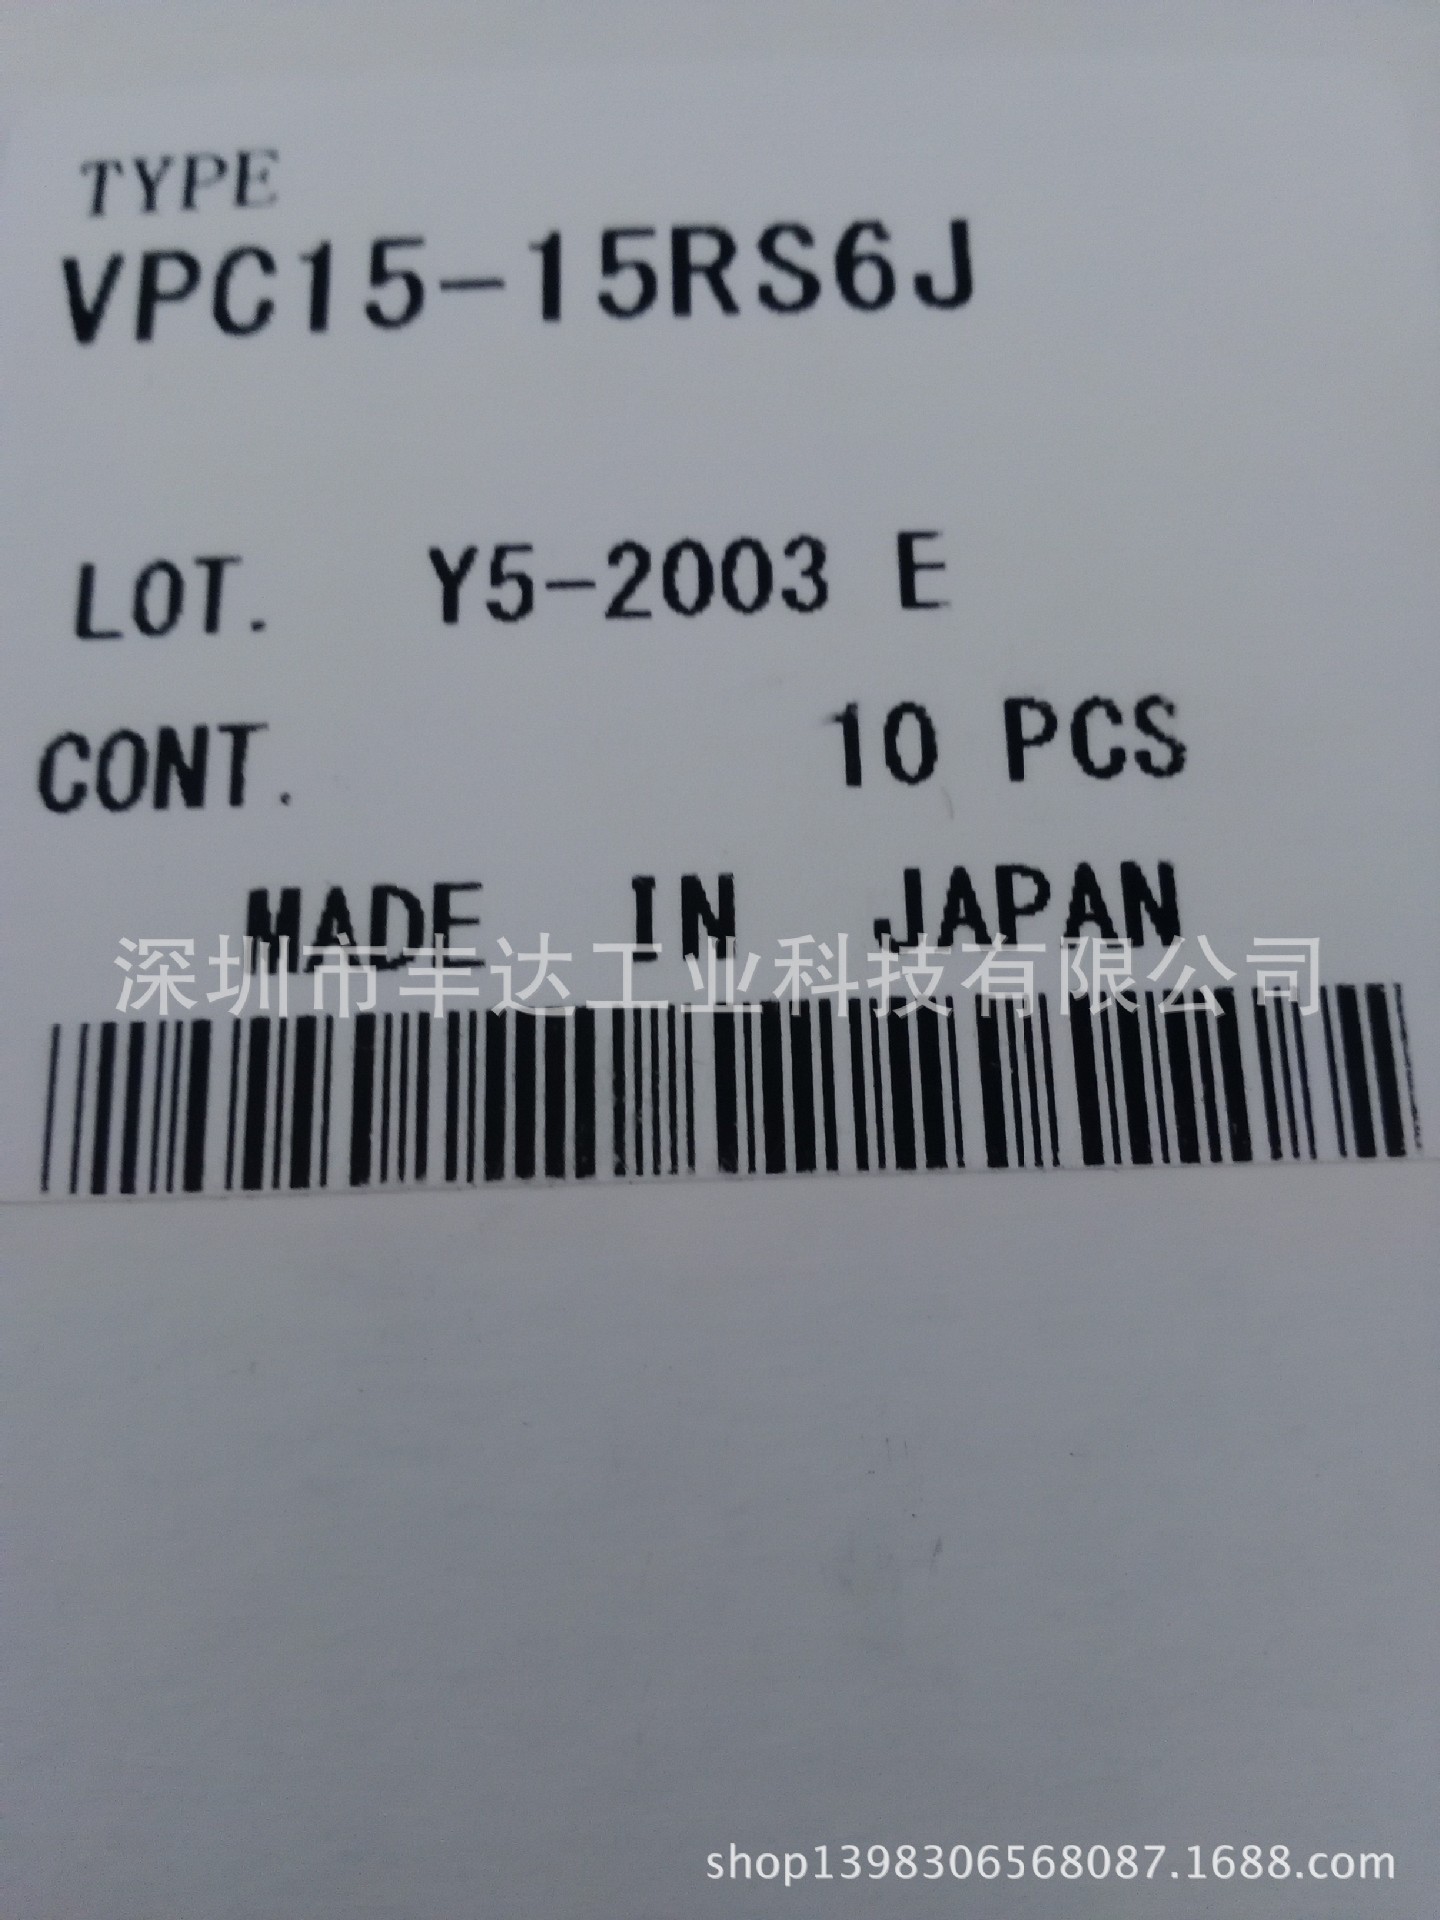 TYPE
VPC15-15RS6J
LOT. Y5-2003 E
CONT. 10 PCS
MADE IN JAPAN
深圳市丰达工业科技有限公司
shop1398306568087.1688.com